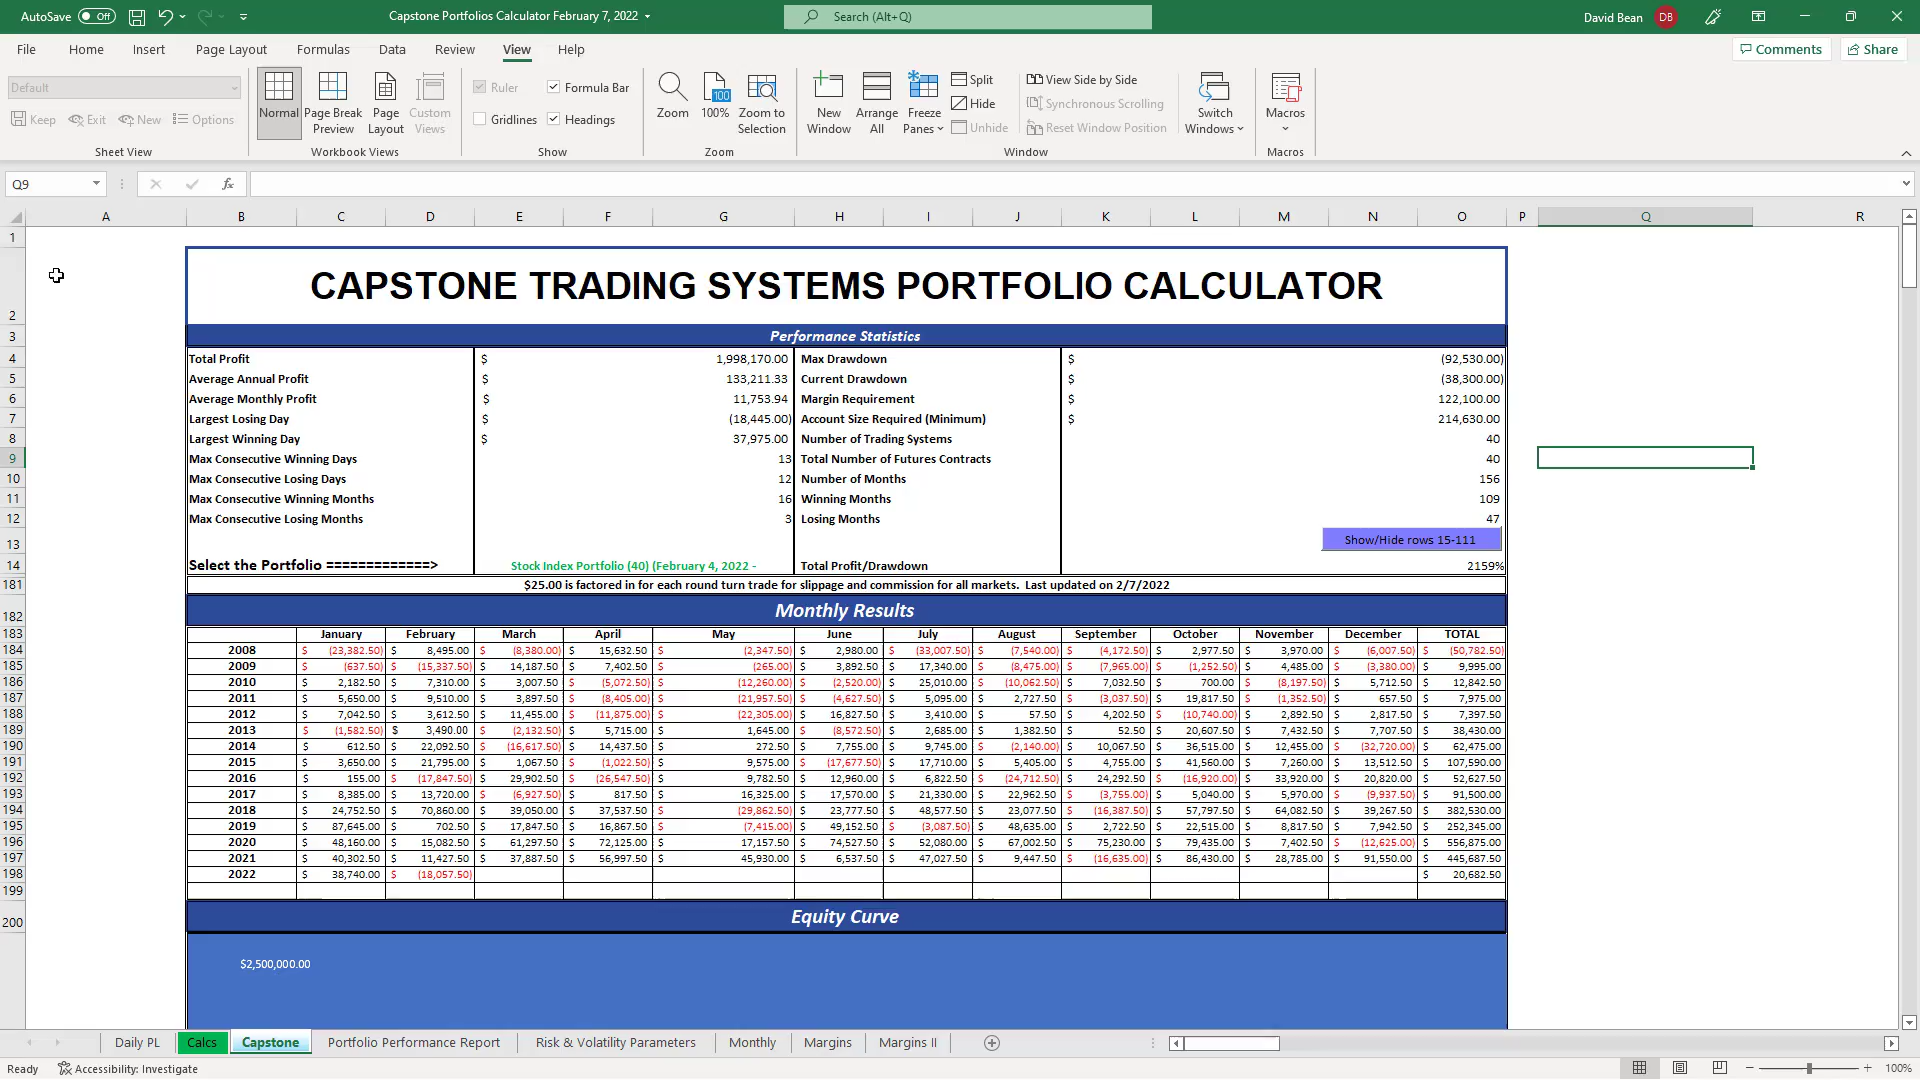 AutoSave Off Capstone Portfolios Calculator February 7, 2022 Search (Alt+Q) David Bean DB
File Home Insert Page Layout Formulas Data Review View Help Comments Share
Default
Keep Exit New Options
Sheet View
Normal Page Break Preview Page Layout Custom Views
Workbook Views
Ruler Formula Bar
Gridlines Headings
Show
Zoom 100% Zoom to Selection
Zoom
New Window Arrange All Freeze Panes
Split
Hide
Unhide
View Side by Side
Synchronous Scrolling
Reset Window Position
Switch Windows
Window
Macros
Macros
Q9 fx
A B C D E F G H I J K L M N O P Q R
1
2 CAPSTONE TRADING SYSTEMS PORTFOLIO CALCULATOR
3 Performance Statistics
4 Total Profit $ 1,998,170.00 Max Drawdown $ (92,530.00)
5 Average Annual Profit $ 133,211.33 Current Drawdown $ (38,300.00)
6 Average Monthly Profit $ 11,753.94 Margin Requirement $ 122,100.00
7 Largest Losing Day $ (18,445.00) Account Size Required (Minimum) $ 214,630.00
8 Largest Winning Day $ 37,975.00 Number of Trading Systems 40
9 Max Consecutive Winning Days 13 Total Number of Futures Contracts 40
10 Max Consecutive Losing Days 12 Number of Months 156
11 Max Consecutive Winning Months 16 Winning Months 109
12 Max Consecutive Losing Months 3 Losing Months 47
13 Show/Hide rows 15-111
14 Select the Portfolio =============> Stock Index Portfolio (40) (February 4, 2022 - Total Profit/Drawdown 2159%
181 $25.00 is factored in for each round turn trade for slippage and commission for all markets. Last updated on 2/7/2022
182 Monthly Results
183 January February March April May June July August September October November December TOTAL
184 2008 $ (23,382.50) $ 8,495.00 $ (8,380.00) $ 15,632.50 $ (2,347.50) $ 2,980.00 $ (33,007.50) $ (7,540.00) $ (4,172.50) $ 2,977.50 $ 3,970.00 $ (6,007.50) $ (50,782.50)
185 2009 $ (637.50) $ (15,337.50) $ 14,187.50 $ 7,402.50 $ (265.00) $ 3,892.50 $ 17,340.00 $ (8,475.00) $ (7,965.00) $ (1,252.50) $ 4,485.00 $ (3,380.00) $ 9,995.00
186 2010 $ 2,182.50 $ 7,310.00 $ 3,007.50 $ (5,072.50) $ (12,260.00) $ (2,520.00) $ 25,010.00 $ (10,062.50) $ 7,032.50 $ 700.00 $ (8,197.50) $ 5,712.50 $ 12,842.50
187 2011 $ 5,650.00 $ 9,510.00 $ 3,897.50 $ (8,405.00) $ (21,957.50) $ (4,627.50) $ 5,095.00 $ 2,727.50 $ (3,037.50) $ 19,817.50 $ (1,352.50) $ 657.50 $ 7,975.00
188 2012 $ 7,042.50 $ 3,612.50 $ 11,455.00 $ (11,875.00) $ (22,305.00) $ 16,827.50 $ 3,410.00 $ 57.50 $ 4,202.50 $ (10,740.00) $ 2,892.50 $ 2,817.50 $ 7,397.50
189 2013 $ (1,582.50) $ 3,490.00 $ (2,132.50) $ 5,715.00 $ 1,645.00 $ (8,572.50) $ 2,685.00 $ 1,382.50 $ 52.50 $ 20,607.50 $ 7,432.50 $ 7,707.50 $ 38,430.00
190 2014 $ 612.50 $ 22,092.50 $ (16,617.50) $ 14,437.50 $ 272.50 $ 7,755.00 $ 9,745.00 $ (2,140.00) $ 10,067.50 $ 36,515.00 $ 12,455.00 $ (32,720.00) $ 62,475.00
191 2015 $ 3,650.00 $ 21,795.00 $ 1,067.50 $ (1,022.50) $ 9,575.00 $ (17,677.50) $ 17,710.00 $ 5,405.00 $ 4,755.00 $ 41,560.00 $ 7,260.00 $ 13,512.50 $ 107,590.00
192 2016 $ 155.00 $ (17,847.50) $ 29,902.50 $ (26,547.50) $ 9,782.50 $ 12,960.00 $ 6,822.50 $ (24,712.50) $ 24,292.50 $ (16,920.00) $ 33,920.00 $ 20,820.00 $ 52,627.50
193 2017 $ 8,385.00 $ 13,720.00 $ (6,927.50) $ 817.50 $ 16,325.00 $ 17,570.00 $ 21,330.00 $ 22,962.50 $ (3,755.00) $ 5,040.00 $ 5,970.00 $ (9,937.50) $ 91,500.00
194 2018 $ 24,752.50 $ 70,860.00 $ 39,050.00 $ 37,537.50 $ (29,862.50) $ 23,777.50 $ 48,577.50 $ 23,077.50 $ (16,387.50) $ 57,797.50 $ 64,082.50 $ 39,267.50 $ 382,530.00
195 2019 $ 87,645.00 $ 702.50 $ 17,847.50 $ 16,867.50 $ (7,415.00) $ 49,152.50 $ (3,087.50) $ 48,635.00 $ 2,722.50 $ 22,515.00 $ 8,817.50 $ 7,942.50 $ 252,345.00
196 2020 $ 48,160.00 $ 15,082.50 $ 61,297.50 $ 72,125.00 $ 17,157.50 $ 74,527.50 $ 52,080.00 $ 67,002.50 $ 75,230.00 $ 79,435.00 $ 7,402.50 $ (12,625.00) $ 556,875.00
197 2021 $ 40,302.50 $ 11,427.50 $ 37,887.50 $ 56,997.50 $ 45,930.00 $ 6,537.50 $ 47,027.50 $ 9,447.50 $ (16,635.00) $ 86,430.00 $ 28,785.00 $ 91,550.00 $ 445,687.50
198 2022 $ 38,740.00 $ (18,057.50) $ 20,682.50
199
200 Equity Curve
$2,500,000.00
Daily PL Calcs Capstone Portfolio Performance Report Risk & Volatility Parameters Monthly Margins Margins II
Ready Accessibility: Investigate 100%